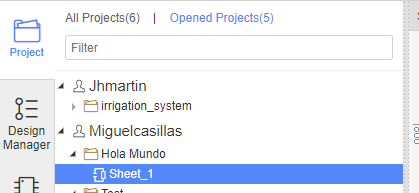 All Projects(6) | Opened Projects(5)
Project
Filter
Jhmartin
irrigation_system
Design
Manager
Miguelcasillas
Hola Mundo
Sheet_1
Test